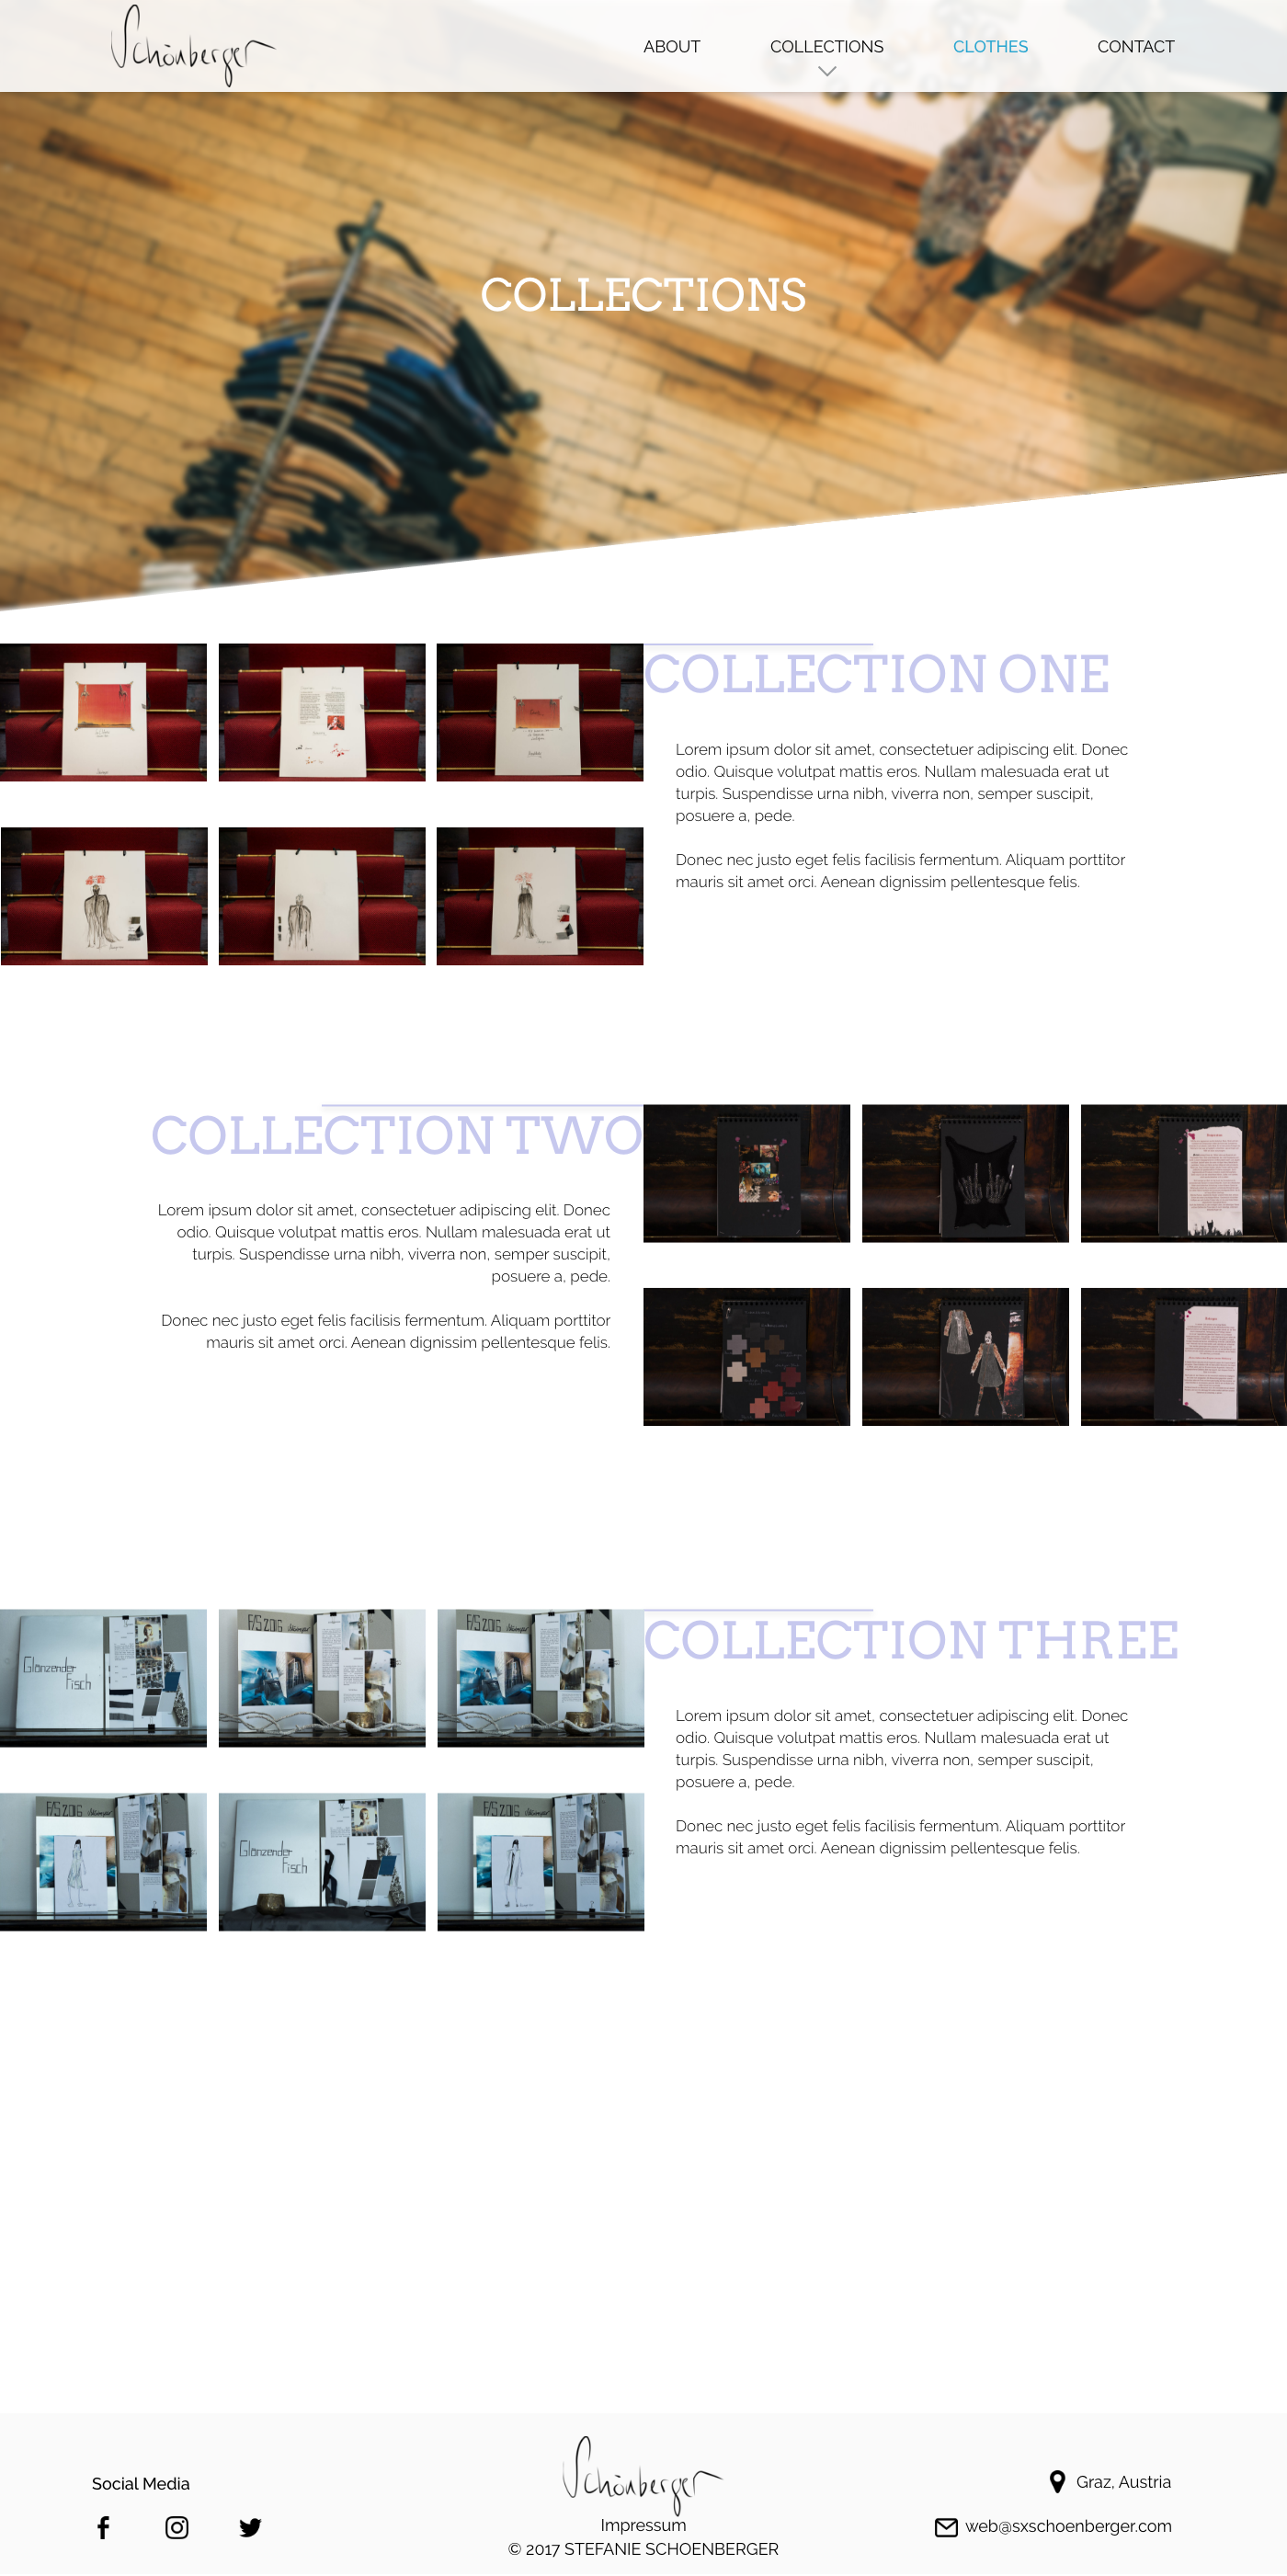 Schönberger
ABOUT COLLECTIONS CLOTHES CONTACT
COLLECTIONS
COLLECTION ONE
Lorem ipsum dolor sit amet, consectetuer adipiscing elit. Donec
odio. Quisque volutpat mattis eros. Nullam malesuada erat ut
turpis. Suspendisse urna nibh, viverra non, semper suscipit,
posuere a, pede.
Donec nec justo eget felis facilisis fermentum. Aliquam porttitor
mauris sit amet orci. Aenean dignissim pellentesque felis.
COLLECTION TWO
Lorem ipsum dolor sit amet, consectetuer adipiscing elit. Donec
odio. Quisque volutpat mattis eros. Nullam malesuada erat ut
turpis. Suspendisse urna nibh, viverra non, semper suscipit,
posuere a, pede.
Donec nec justo eget felis facilisis fermentum. Aliquam porttitor
mauris sit amet orci. Aenean dignissim pellentesque felis.
Glänzender
Fisch
F/S 2016
F/S 2016
COLLECTION THREE
Lorem ipsum dolor sit amet, consectetuer adipiscing elit. Donec
odio. Quisque volutpat mattis eros. Nullam malesuada erat ut
turpis. Suspendisse urna nibh, viverra non, semper suscipit,
posuere a, pede.
Donec nec justo eget felis facilisis fermentum. Aliquam porttitor
mauris sit amet orci. Aenean dignissim pellentesque felis.
F/S 2016
Glänzender
Fisch
F/S 2016
Social Media
Schönberger
Impressum
© 2017 STEFANIE SCHOENBERGER
Graz, Austria
web@sxschoenberger.com